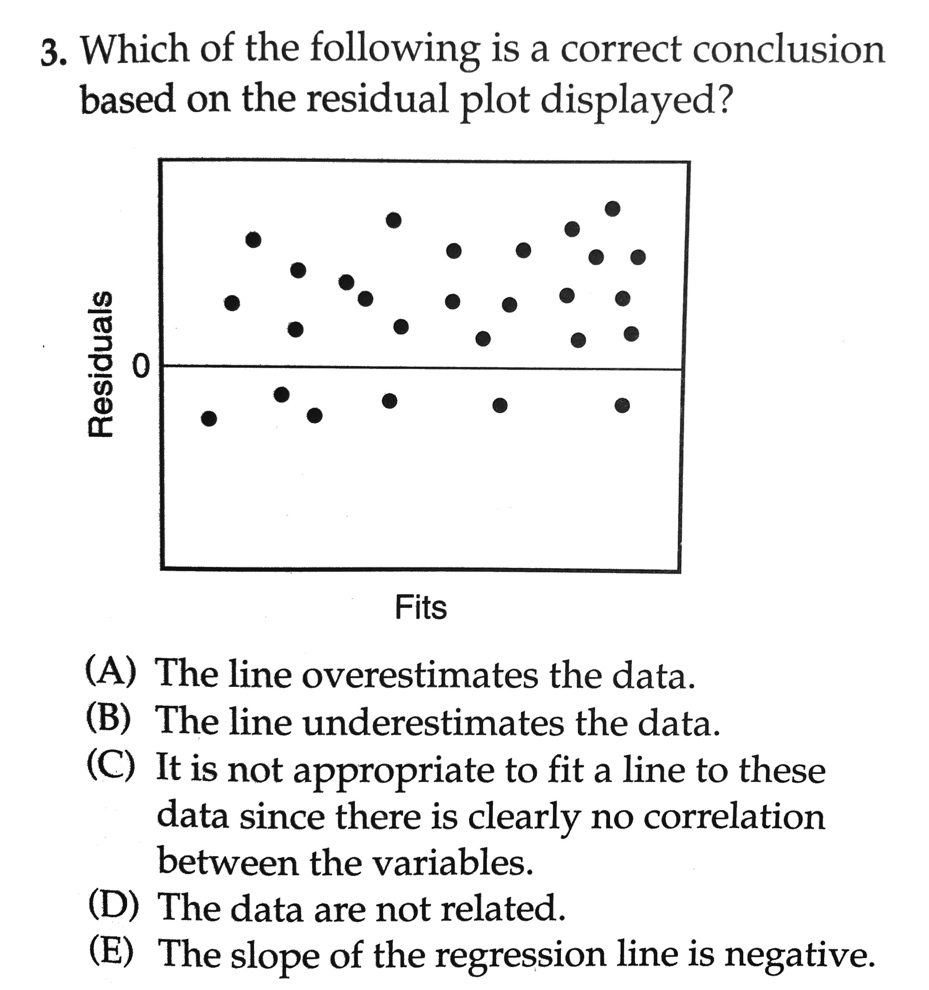 3. Which of the following is a correct conclusion
based on the residual plot displayed?
Residuals
0
Fits
(A) The line overestimates the data.
(B) The line underestimates the data.
(C) It is not appropriate to fit a line to these
data since there is clearly no correlation
between the variables.
(D) The data are not related.
(E) The slope of the regression line is negative.